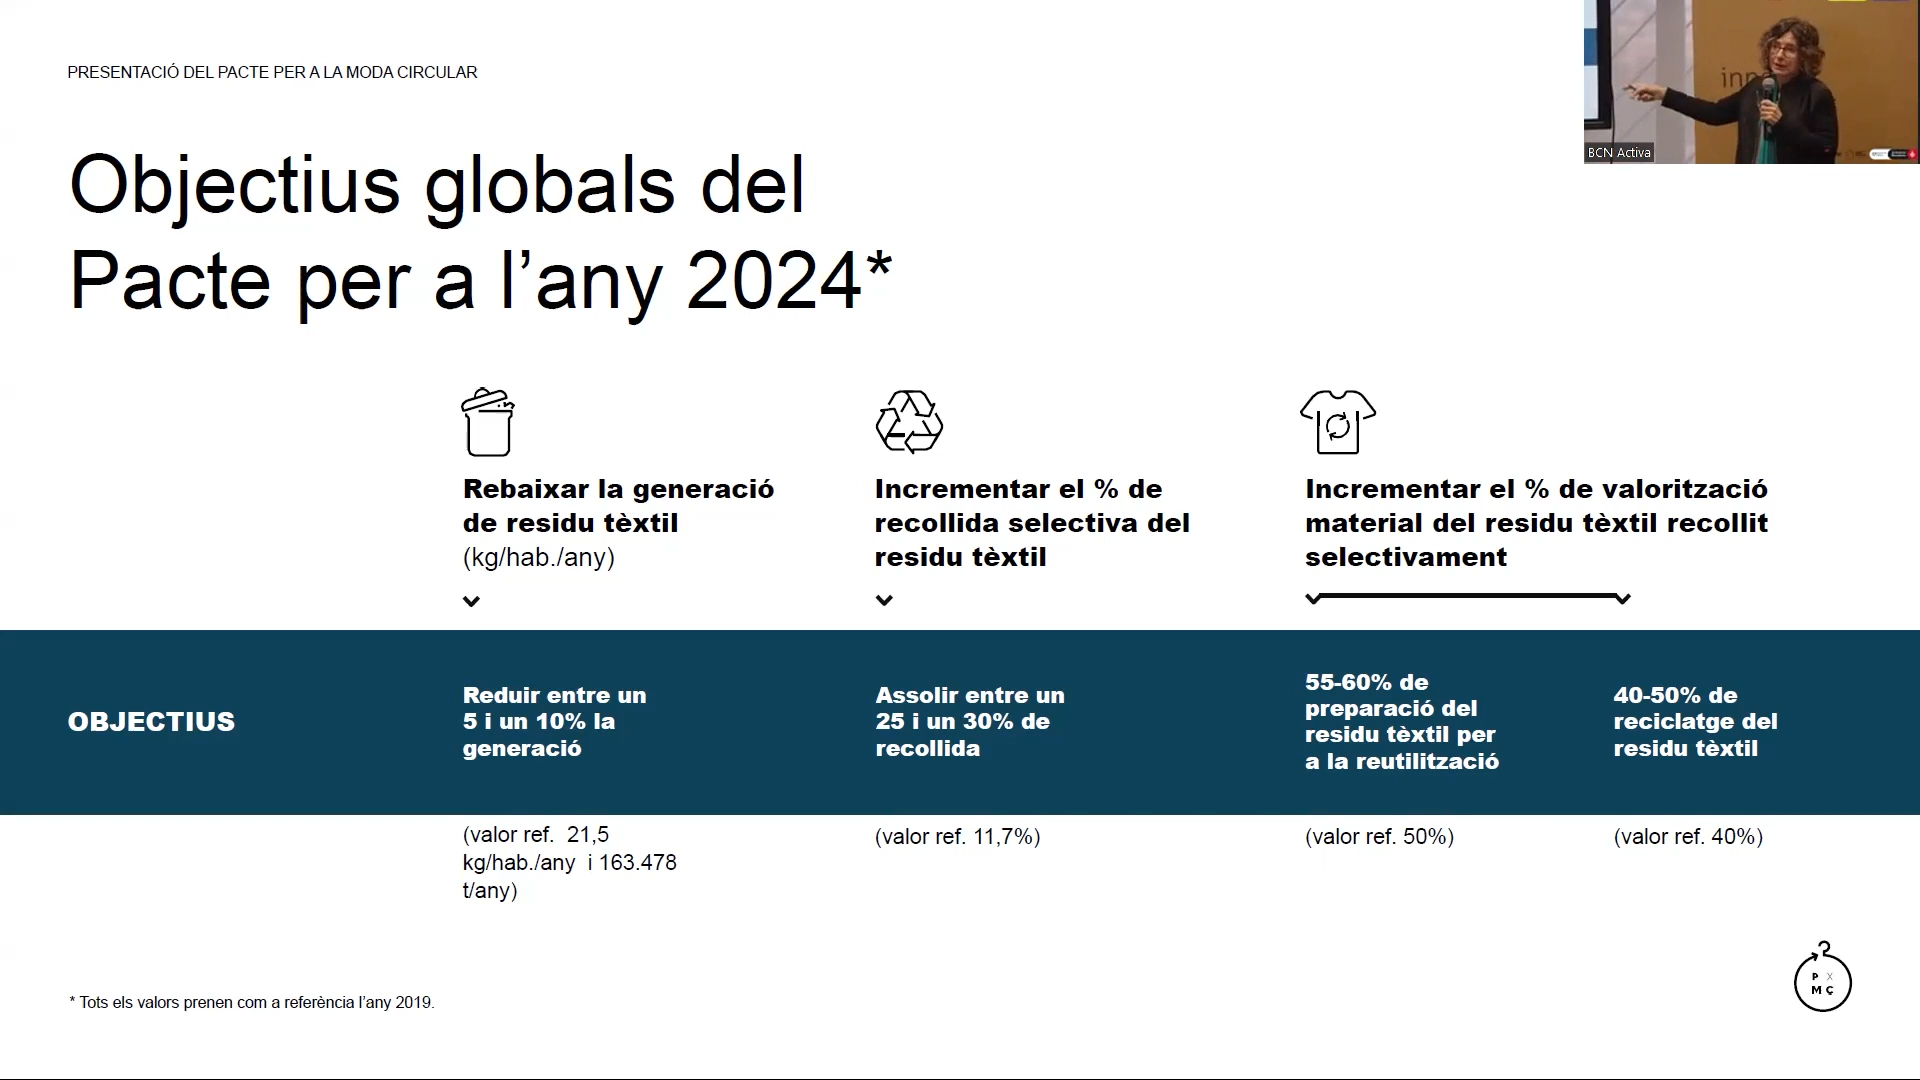 PRESENTACIÓ DEL PACTE PER A LA MODA CIRCULAR
BCN Activa
Objectius globals del
Pacte per a l’any 2024*
Rebaixar la generació
de residu tèxtil
(kg/hab./any)
Incrementar el % de
recollida selectiva del
residu tèxtil
Incrementar el % de valorització
material del residu tèxtil recollit
selectivament
OBJECTIUS
Reduir entre un
5 i un 10% la
generació
Assolir entre un
25 i un 30% de
recollida
55-60% de
preparació del
residu tèxtil per
a la reutilització
40-50% de
reciclatge del
residu tèxtil
(valor ref.  21,5
kg/hab./any  i 163.478
t/any)
(valor ref. 11,7%)
(valor ref. 50%)
(valor ref. 40%)
P X
M Ç
* Tots els valors prenen com a referència l’any 2019.